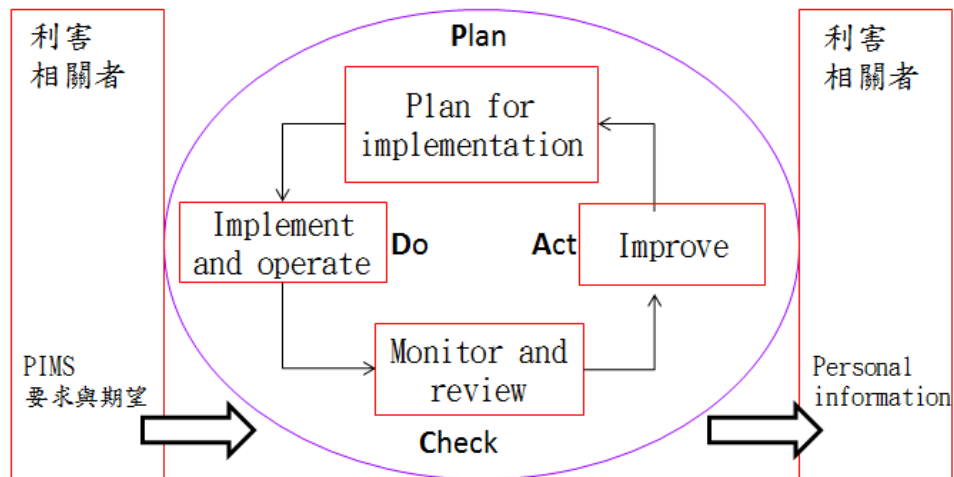 利害
相關者
PIMS
要求與期望
Plan
Plan for
implementation
Implement
and operate
Do
Act
Improve
Monitor and
review
Check
利害
相關者
Personal
information